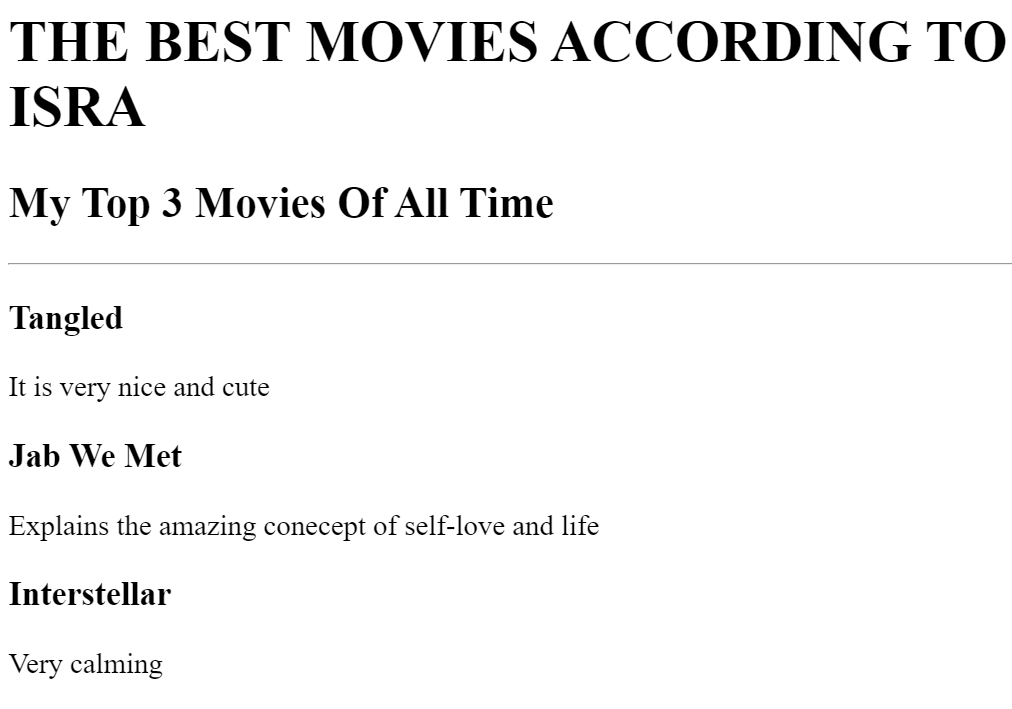 THE BEST MOVIES ACCORDING TO
ISRA
My Top 3 Movies Of All Time
Tangled
It is very nice and cute
Jab We Met
Explains the amazing conecept of self-love and life
Interstellar
Very calming